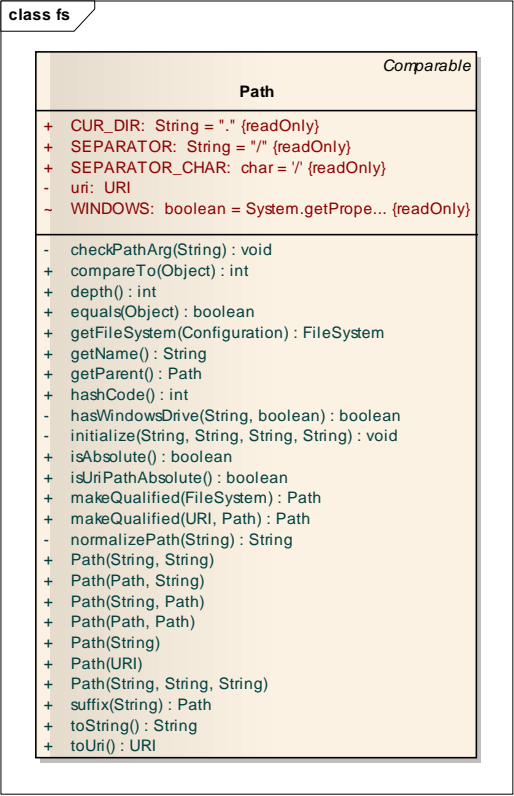 class fs
Comparable
Path
+ CUR_DIR: String = "." {readOnly}
+ SEPARATOR: String = "/" {readOnly}
+ SEPARATOR_CHAR: char = '/' {readOnly}
- uri: URI
~ WINDOWS: boolean = System.getPrope... {readOnly}
- checkPathArg(String) : void
+ compareTo(Object) : int
+ depth() : int
+ equals(Object) : boolean
+ getFileSystem(Configuration) : FileSystem
+ getName() : String
+ getParent() : Path
+ hashCode() : int
- hasWindowsDrive(String, boolean) : boolean
- initialize(String, String, String, String) : void
+ isAbsolute() : boolean
+ isUriPathAbsolute() : boolean
+ makeQualified(FileSystem) : Path
+ makeQualified(URI, Path) : Path
- normalizePath(String) : String
+ Path(String, String)
+ Path(Path, String)
+ Path(String, Path)
+ Path(Path, Path)
+ Path(String)
+ Path(URI)
+ Path(String, String, String)
+ suffix(String) : Path
+ toString() : String
+ toUri() : URI